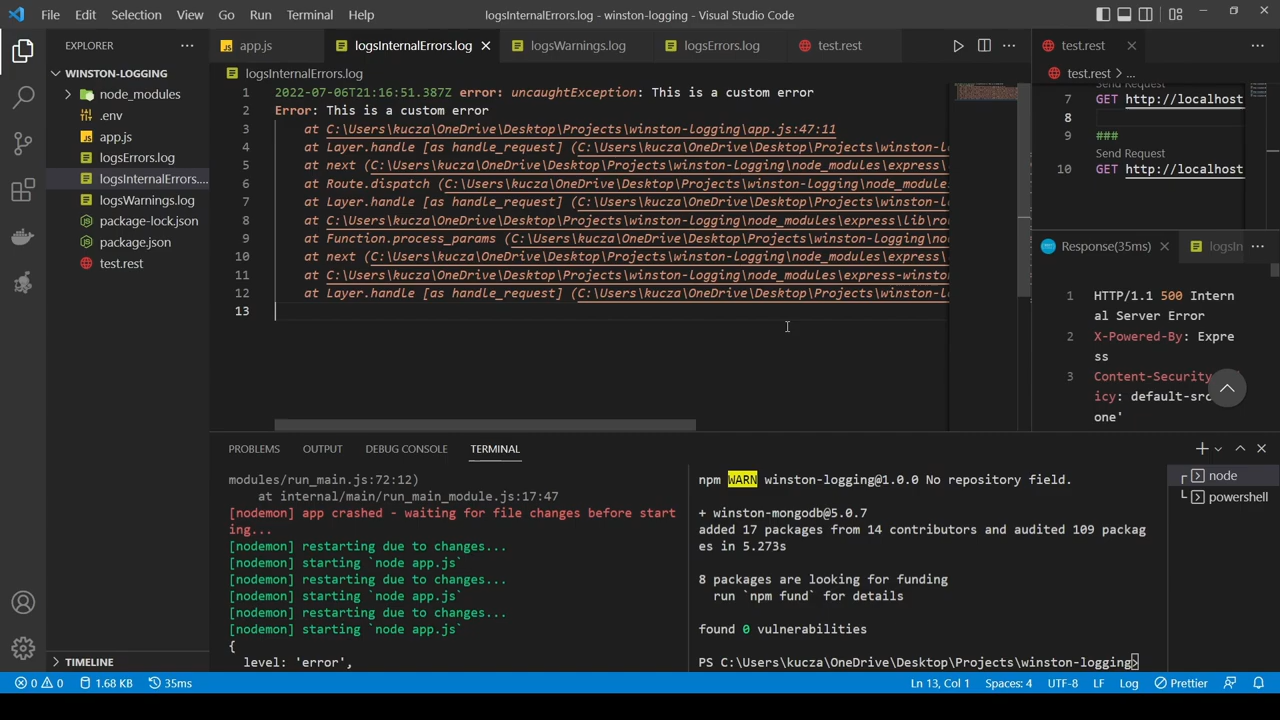 File Edit Selection View Go Run Terminal Help
logsInternalErrors.log - winston-logging - Visual Studio Code
EXPLORER
WINSTON-LOGGING
node_modules
.env
app.js
logsErrors.log
logsInternalErrors....
logsWarnings.log
package-lock.json
package.json
test.rest
TIMELINE
app.js
logsInternalErrors.log
logsWarnings.log
logsErrors.log
test.rest
logsInternalErrors.log
1 2022-07-06T21:16:51.387Z error: uncaughtException: This is a custom error
2 Error: This is a custom error
3 at C:\Users\kucza\OneDrive\Desktop\Projects\winston-logging\app.js:47:11
4 at Layer.handle [as handle_request] (C:\Users\kucza\OneDrive\Desktop\Projects\winston-l
5 at next (C:\Users\kucza\OneDrive\Desktop\Projects\winston-logging\node_modules\express\
6 at Route.dispatch (C:\Users\kucza\OneDrive\Desktop\Projects\winston-logging\node_module
7 at Layer.handle [as handle_request] (C:\Users\kucza\OneDrive\Desktop\Projects\winston-l
8 at C:\Users\kucza\OneDrive\Desktop\Projects\winston-logging\node_modules\express\lib\ro
9 at Function.process_params (C:\Users\kucza\OneDrive\Desktop\Projects\winston-logging\no
10 at next (C:\Users\kucza\OneDrive\Desktop\Projects\winston-logging\node_modules\express\
11 at C:\Users\kucza\OneDrive\Desktop\Projects\winston-logging\node_modules\express-winston
12 at Layer.handle [as handle_request] (C:\Users\kucza\OneDrive\Desktop\Projects\winston-l
13
test.rest
test.rest > ...
7 GET http://localhost
8
9 ###
Send Request
10 GET http://localhost
Response(35ms)
logsIn
1 HTTP/1.1 500 Intern
al Server Error
2 X-Powered-By: Expre
ss
3 Content-Security
icy: default-src
one'
PROBLEMS OUTPUT DEBUG CONSOLE TERMINAL
modules/run_main.js:72:12)
at internal/main/run_main_module.js:17:47
[nodemon] app crashed - waiting for file changes before start
ing...
[nodemon] restarting due to changes...
[nodemon] starting `node app.js`
[nodemon] restarting due to changes...
[nodemon] starting `node app.js`
[nodemon] restarting due to changes...
[nodemon] starting `node app.js`
{
level: 'error',
npm WARN winston-logging@1.0.0 No repository field.
+ winston-mongodb@5.0.7
added 17 packages from 14 contributors and audited 109 packag
es in 5.273s
8 packages are looking for funding
run `npm fund` for details
found 0 vulnerabilities
PS C:\Users\kucza\OneDrive\Desktop\Projects\winston-logging>
node
powershell
0 0 1.68 KB 35ms
Ln 13, Col 1 Spaces: 4 UTF-8 LF Log Prettier